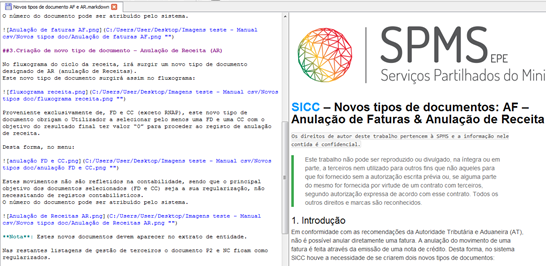 Novos tipos de documento AF e AR.markdown
O número do documento pode ser atribuído pelo sistema.
![Anulação de faturas AF.png](C:/Users/User/Desktop/Imagens teste - Manual
csv/Novos tipos doc/Anulação de faturas AF.png "")
##3.Criação de novo tipo de documento - Anulação de Receita (AR)
No fluxograma do ciclo da receita, irá surgir um novo tipo de documento
designado de AR (anulação de Receitas).
Este novo tipo de documento surgirá assim no fluxograma:
![fluxograma receita.png](C:/Users/User/Desktop/Imagens teste - Manual csv/Novos
tipos doc/fluxograma receita.png "")
Proveniente exclusivamente de, FD e CC (exceto RNAP), este novo tipo de
documento obrigam o Utilizador a selecionar pelo menos uma FD e uma CC com o
objetivo do resultado final ter valor "0" para proceder ao registo de anulação
de receita.
Desta forma, no menu:
![anulação FD e CC.png](C:/Users/User/Desktop/Imagens teste - Manual csv/Novos
tipos doc/anulação FD e CC.png "")
Estes movimentos não são refletidos na contabilidade, sendo que o principal
objetivo dos documentos selecionados (FD e CC) seja a sua regularização, não
necessitando de registos contabilísticos.
O número do documento pode ser atribuído pelo sistema.
![Anulação de Receitas AR.png](C:/Users/User/Desktop/Imagens teste - Manual
csv/Novos tipos doc/Anulação de Receitas AR.png "")
**Nota**: Estes novos documentos devem aparecer no extrato de entidade.
Nas restantes listagens de gestão de terceiros o documento P2 e NC ficam como
regularizados.
SPMS EPE
Serviços Partilhados do Mini
SICC – Novos tipos de documentos: AF –
Anulação de Faturas & Anulação de Receita
Os direitos de autor deste trabalho pertencem à SPMS e a informação nele
contida é confidencial.
Este trabalho não pode ser reproduzido ou divulgado, na íntegra ou em
parte, a terceiros nem utilizado para outros fins que não aqueles para
que foi fornecido sem a autorização escrita prévia ou, se alguma parte
do mesmo for fornecida por virtude de um contrato com terceiros,
segundo autorização expressa de acordo com esse contrato. Todos os
outros direitos e marcas são reconhecidos.
1. Introdução
Em conformidade com as recomendações da Autoridade Tributária e Aduaneira (AT),
não é possível anular diretamente uma fatura. A anulação do movimento de uma
fatura é feita através da emissão de uma nota de crédito. Desta forma, no sistema
SICC houve a necessidade de se criarem dois novos tipos de documentos: